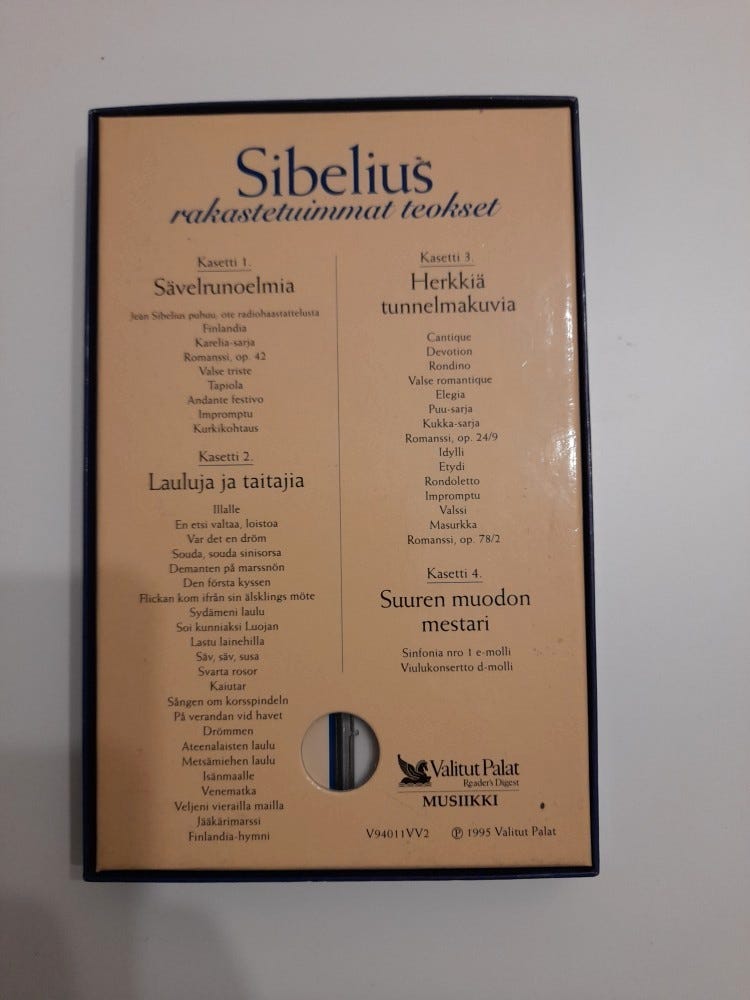 Sibelius
rakastetuimmat teokset
Kasetti 1.
Sävelrunoelmia
Jean Sibelius puhuu, ote radiohaastattelusta
Finlandia
Karelia-sarja
Romanssi, op. 42
Valse triste
Tapiola
Andante festivo
Impromptu
Kurkikohtaus
Kasetti 2.
Lauluja ja taitajia
Illalle
En etsi valtaa, loistoa
Var det en dröm
Souda, souda sinisorsa
Demanten på marssnön
Den första kyssen
Flickan kom ifrån sin älsklings möte
Sydämeni laulu
Soi kunniaksi Luojan
Lastu lainehilla
Säv, säv, susa
Svarta rosor
Kaiutar
Sången om korsspindeln
På verandan vid havet
Drömmen
Ateenalaisten laulu
Metsämiehen laulu
Isänmaalle
Venematka
Veljeni vierailla mailla
Jääkärimarssi
Finlandia-hymni
Kasetti 3.
Herkkiä
tunnelmakuvia
Cantique
Devotion
Rondino
Valse romantique
Elegia
Puu-sarja
Kukka-sarja
Romanssi, op. 24/9
Idylli
Etydi
Rondoletto
Impromptu
Valssi
Masurkka
Romanssi, op. 78/2
Kasetti 4.
Suuren muodon
mestari
Sinfonia nro 1 e-molli
Viulukonsertto d-molli
Valitut Palat
Reader's Digest
MUSIIKKI
V94011VV2 ℗ 1995 Valitut Palat